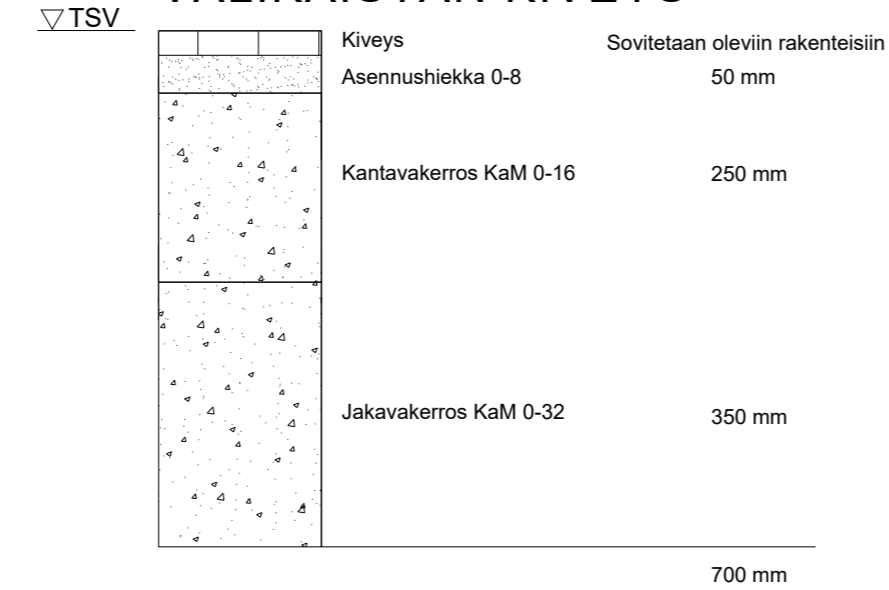 ▽ TSV
Kiveys Sovitetaan oleviin rakenteisiin
Asennushiekka 0-8 50 mm
Kantavakerros KaM 0-16 250 mm
Jakavakerros KaM 0-32 350 mm
700 mm